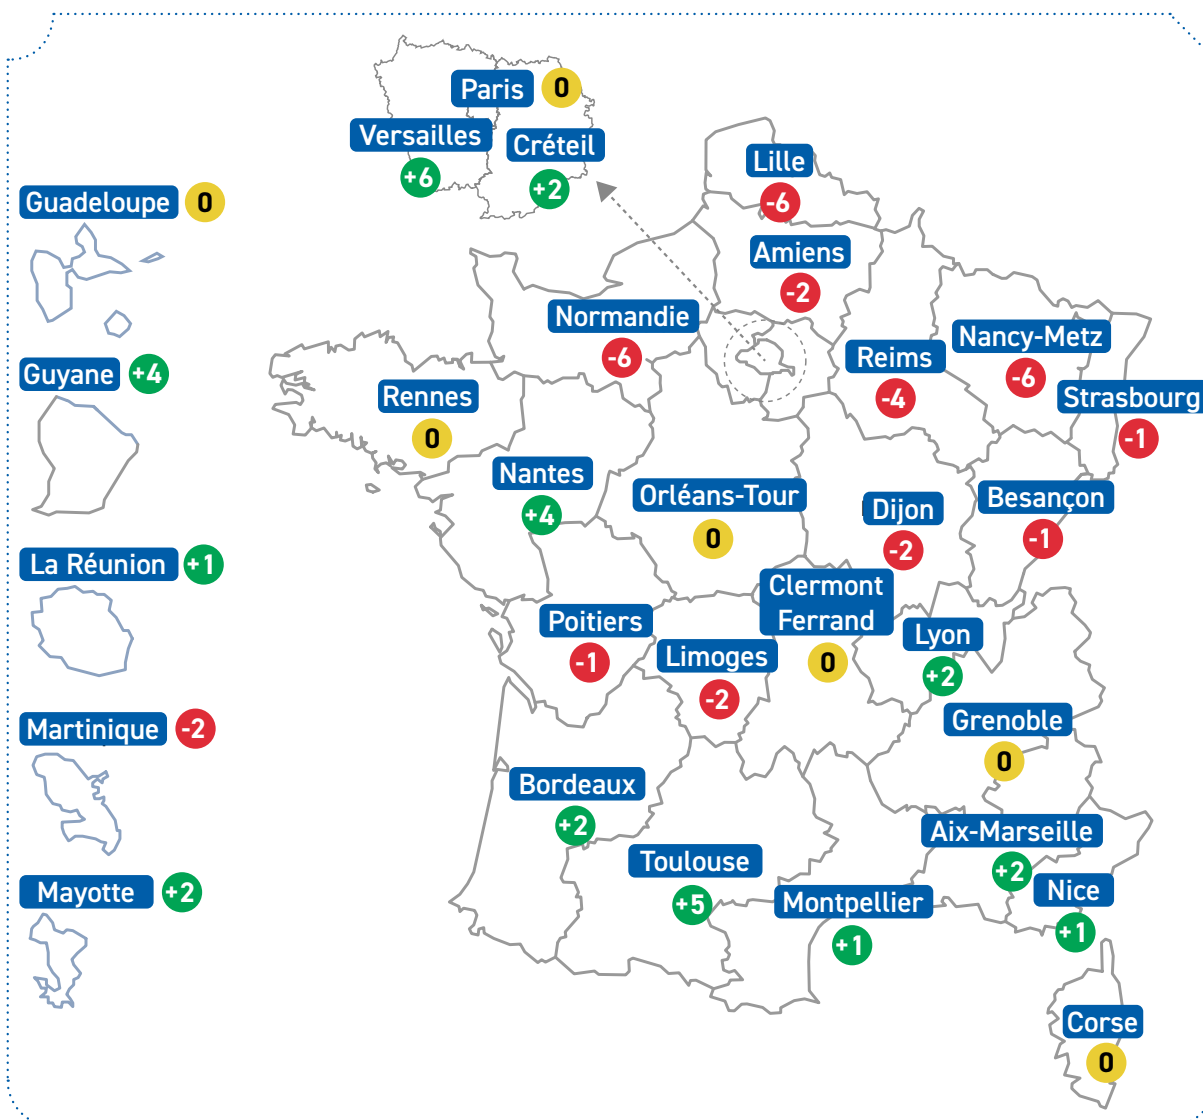 Paris 0
Versailles
+6
Créteil
+2
Lille
-6
Guadeloupe 0
Amiens
-2
Normandie
-6
Nancy-Metz
-6
Reims
-4
Guyane +4
Strasbourg
-1
Rennes
0
Nantes
+4
Orléans-Tour
0
Dijon
-2
Besançon
-1
La Réunion +1
Clermont
Ferrand
0
Poitiers
-1
Limoges
-2
Lyon
+2
Martinique -2
Grenoble
0
Bordeaux
+2
Aix-Marseille
+2
Toulouse
+5
Mayotte +2
Montpellier
+1
Nice
+1
Corse
0